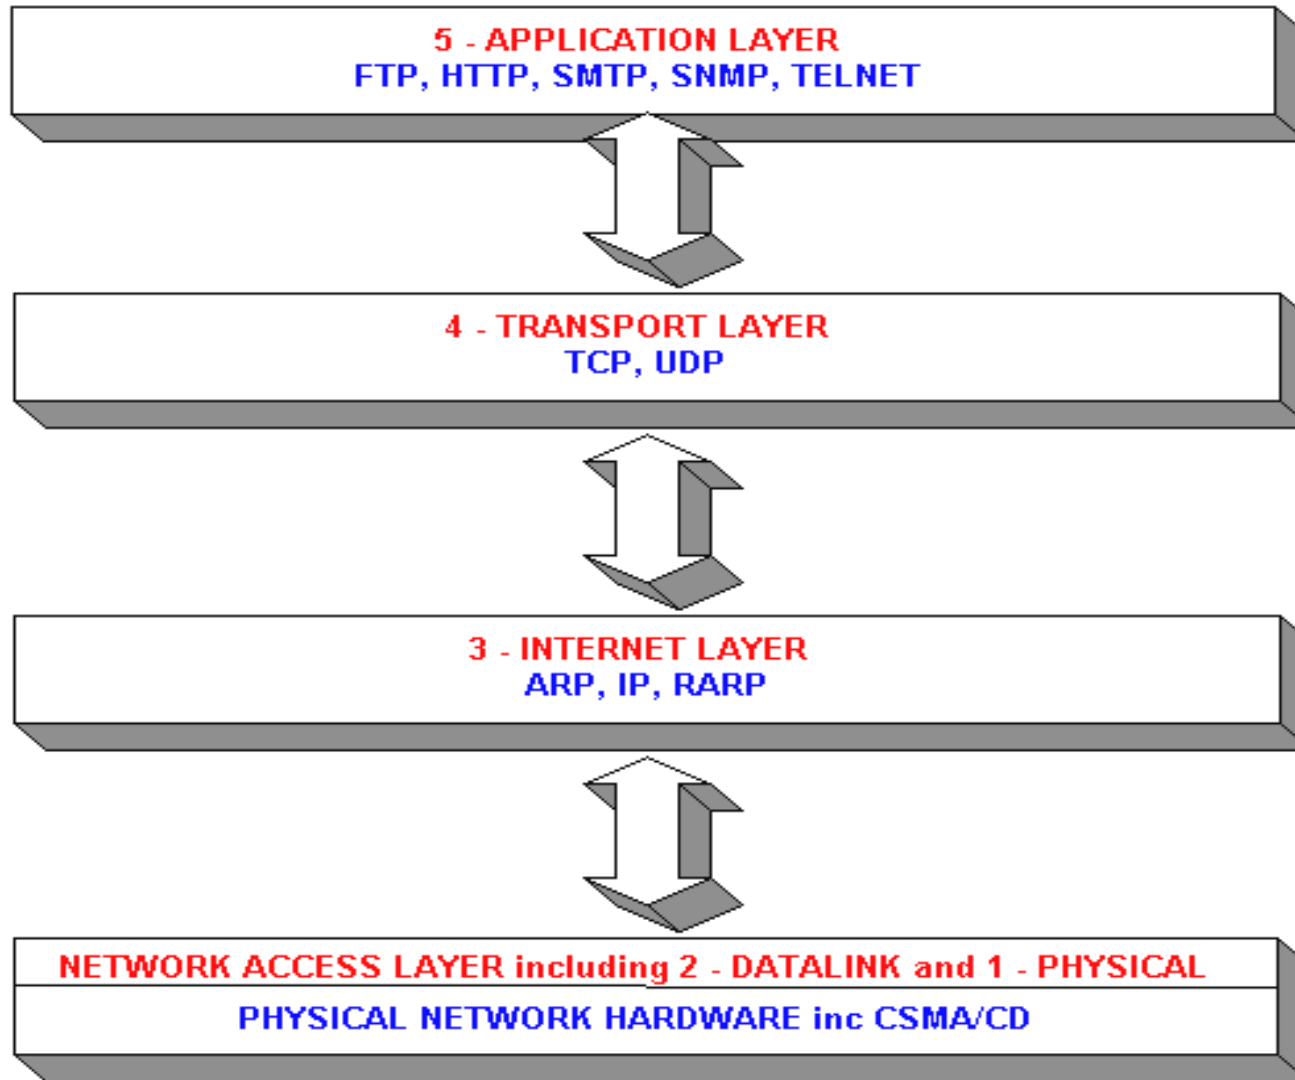 5 - APPLICATION LAYER
FTP, HTTP, SMTP, SNMP, TELNET
4 - TRANSPORT LAYER
TCP, UDP
3 - INTERNET LAYER
ARP, IP, RARP
NETWORK ACCESS LAYER including 2 - DATALINK and 1 - PHYSICAL
PHYSICAL NETWORK HARDWARE inc CSMA/CD